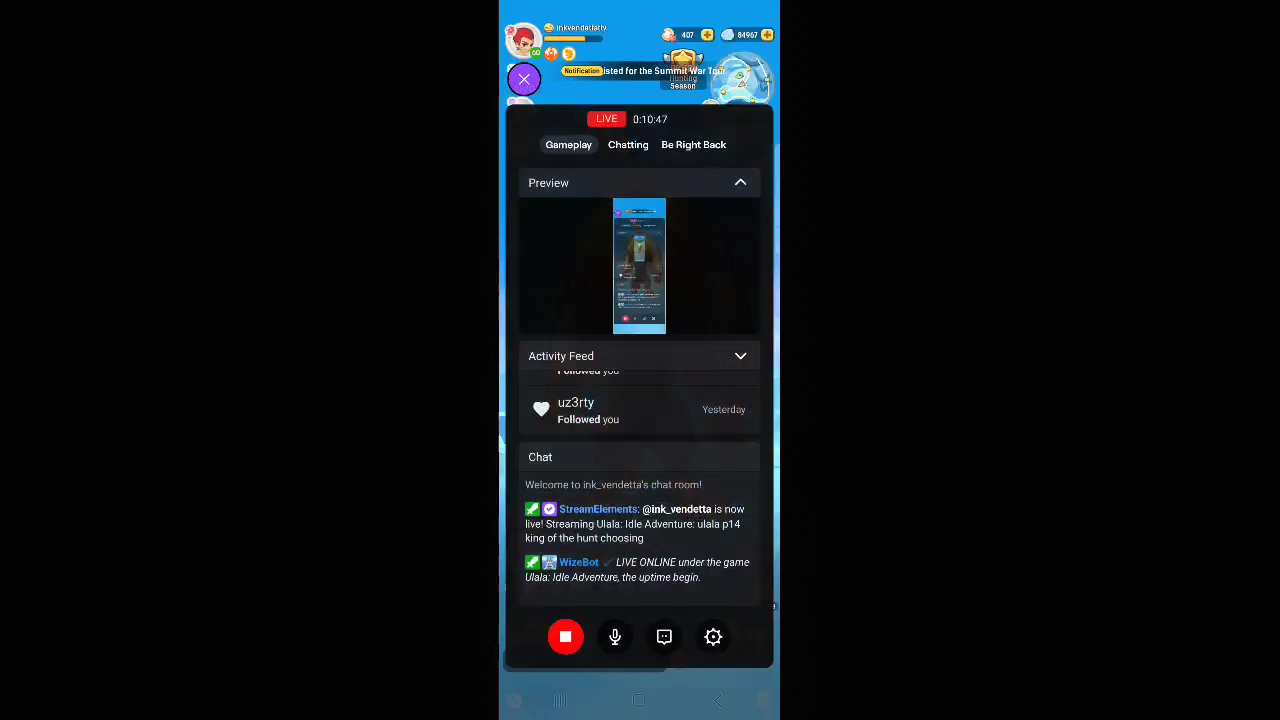 inkvendettattv
407
84967
60
Notification
isted for the Summit War Tour
Hunting
Season
LIVE 0:10:47
Gameplay Chatting Be Right Back
Preview
Activity Feed
Followed you
uz3rty
Yesterday
Followed you
Chat
Welcome to ink_vendetta's chat room!
StreamElements: @ink_vendetta is now
live! Streaming Ulala: Idle Adventure: ulala p14
king of the hunt choosing
WizeBot ✓ LIVE ONLINE under the game
Ulala: Idle Adventure, the uptime begin.